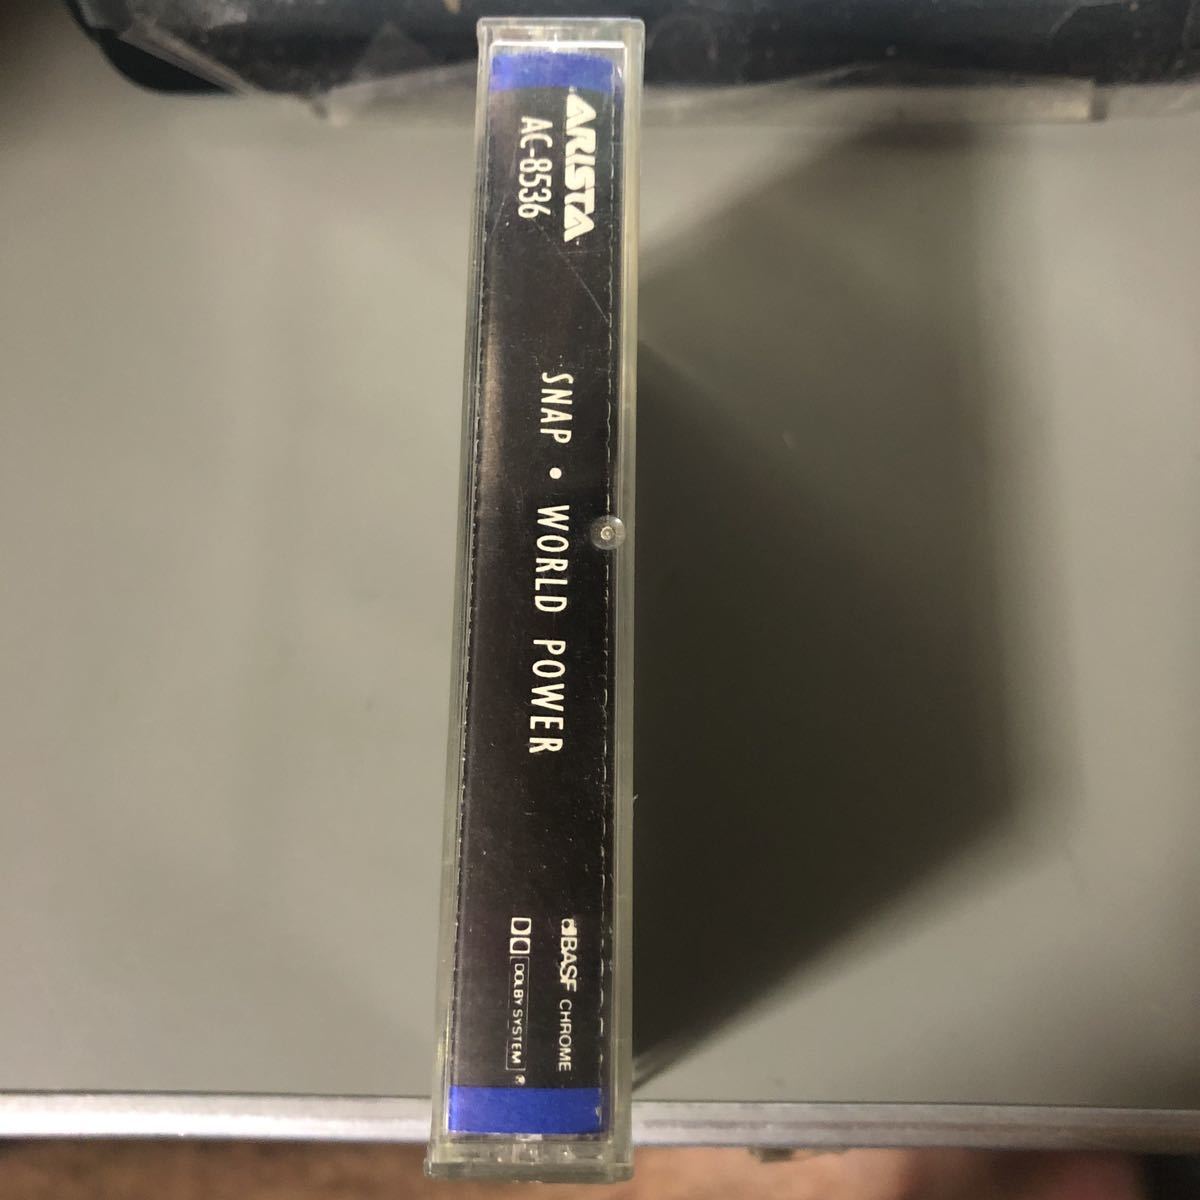 ARISTA
AC-8536
SNAP • WORLD POWER
BASF CHROME
DOLBY SYSTEM ®